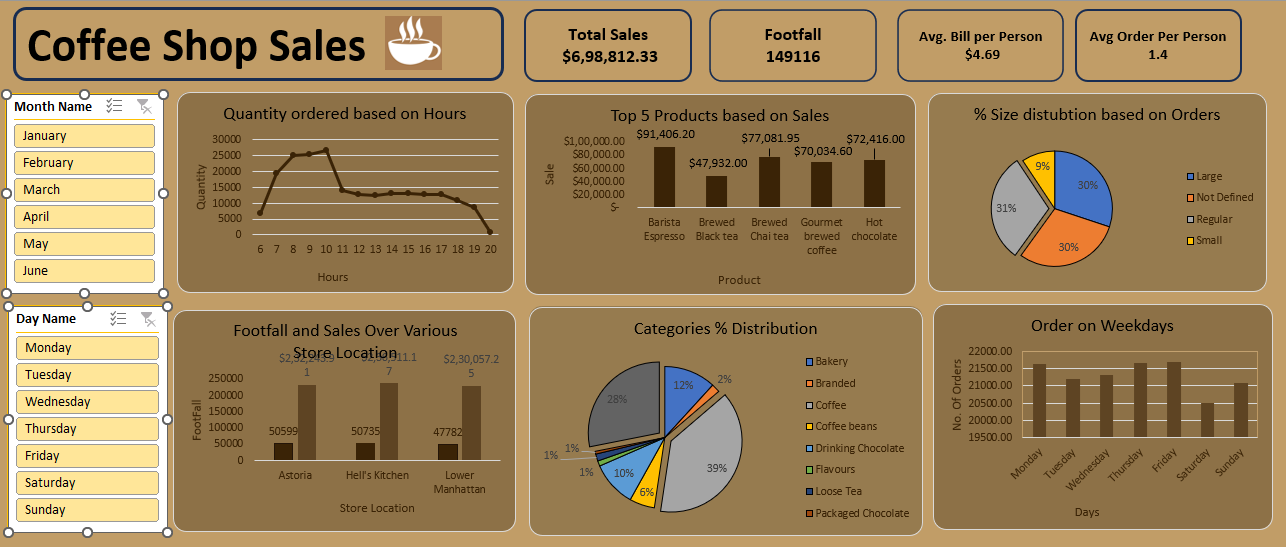 Coffee Shop Sales
Total Sales
$6,98,812.33
Footfall
149116
Avg. Bill per Person
$4.69
Avg Order Per Person
1.4
Month Name
January
February
March
April
May
June
Quantity ordered based on Hours
Quantity
30000
25000
20000
15000
10000
5000
0
6 7 8 9 10 11 12 13 14 15 16 17 18 19 20
Hours
Top 5 Products based on Sales
Sale
$1,00,000.00
$80,000.00
$60,000.00
$40,000.00
$20,000.00
$-
$91,406.20
$47,932.00
$77,081.95
$70,034.60
$72,416.00
Barista Espresso
Brewed Black tea
Brewed Chai tea
Gourmet brewed coffee
Hot chocolate
Product
% Size distubtion based on Orders
30%
30%
31%
9%
Large
Not Defined
Regular
Small
Day Name
Monday
Tuesday
Wednesday
Thursday
Friday
Saturday
Sunday
Footfall and Sales Over Various
Store Location
$2,30,057.2
5
FootFall
250000
200000
150000
100000
50000
0
50599
50735
47782
Astoria
Hell's Kitchen
Lower
Manhattan
Store Location
Categories % Distribution
12%
2%
39%
6%
10%
1%
1%
1%
28%
Bakery
Branded
Coffee
Coffee beans
Drinking Chocolate
Flavours
Loose Tea
Packaged Chocolate
Order on Weekdays
No. Of Orders
22000.00
21500.00
21000.00
20500.00
20000.00
19500.00
Monday
Tuesday
Wednesday
Thursday
Friday
Saturday
Sunday
Days